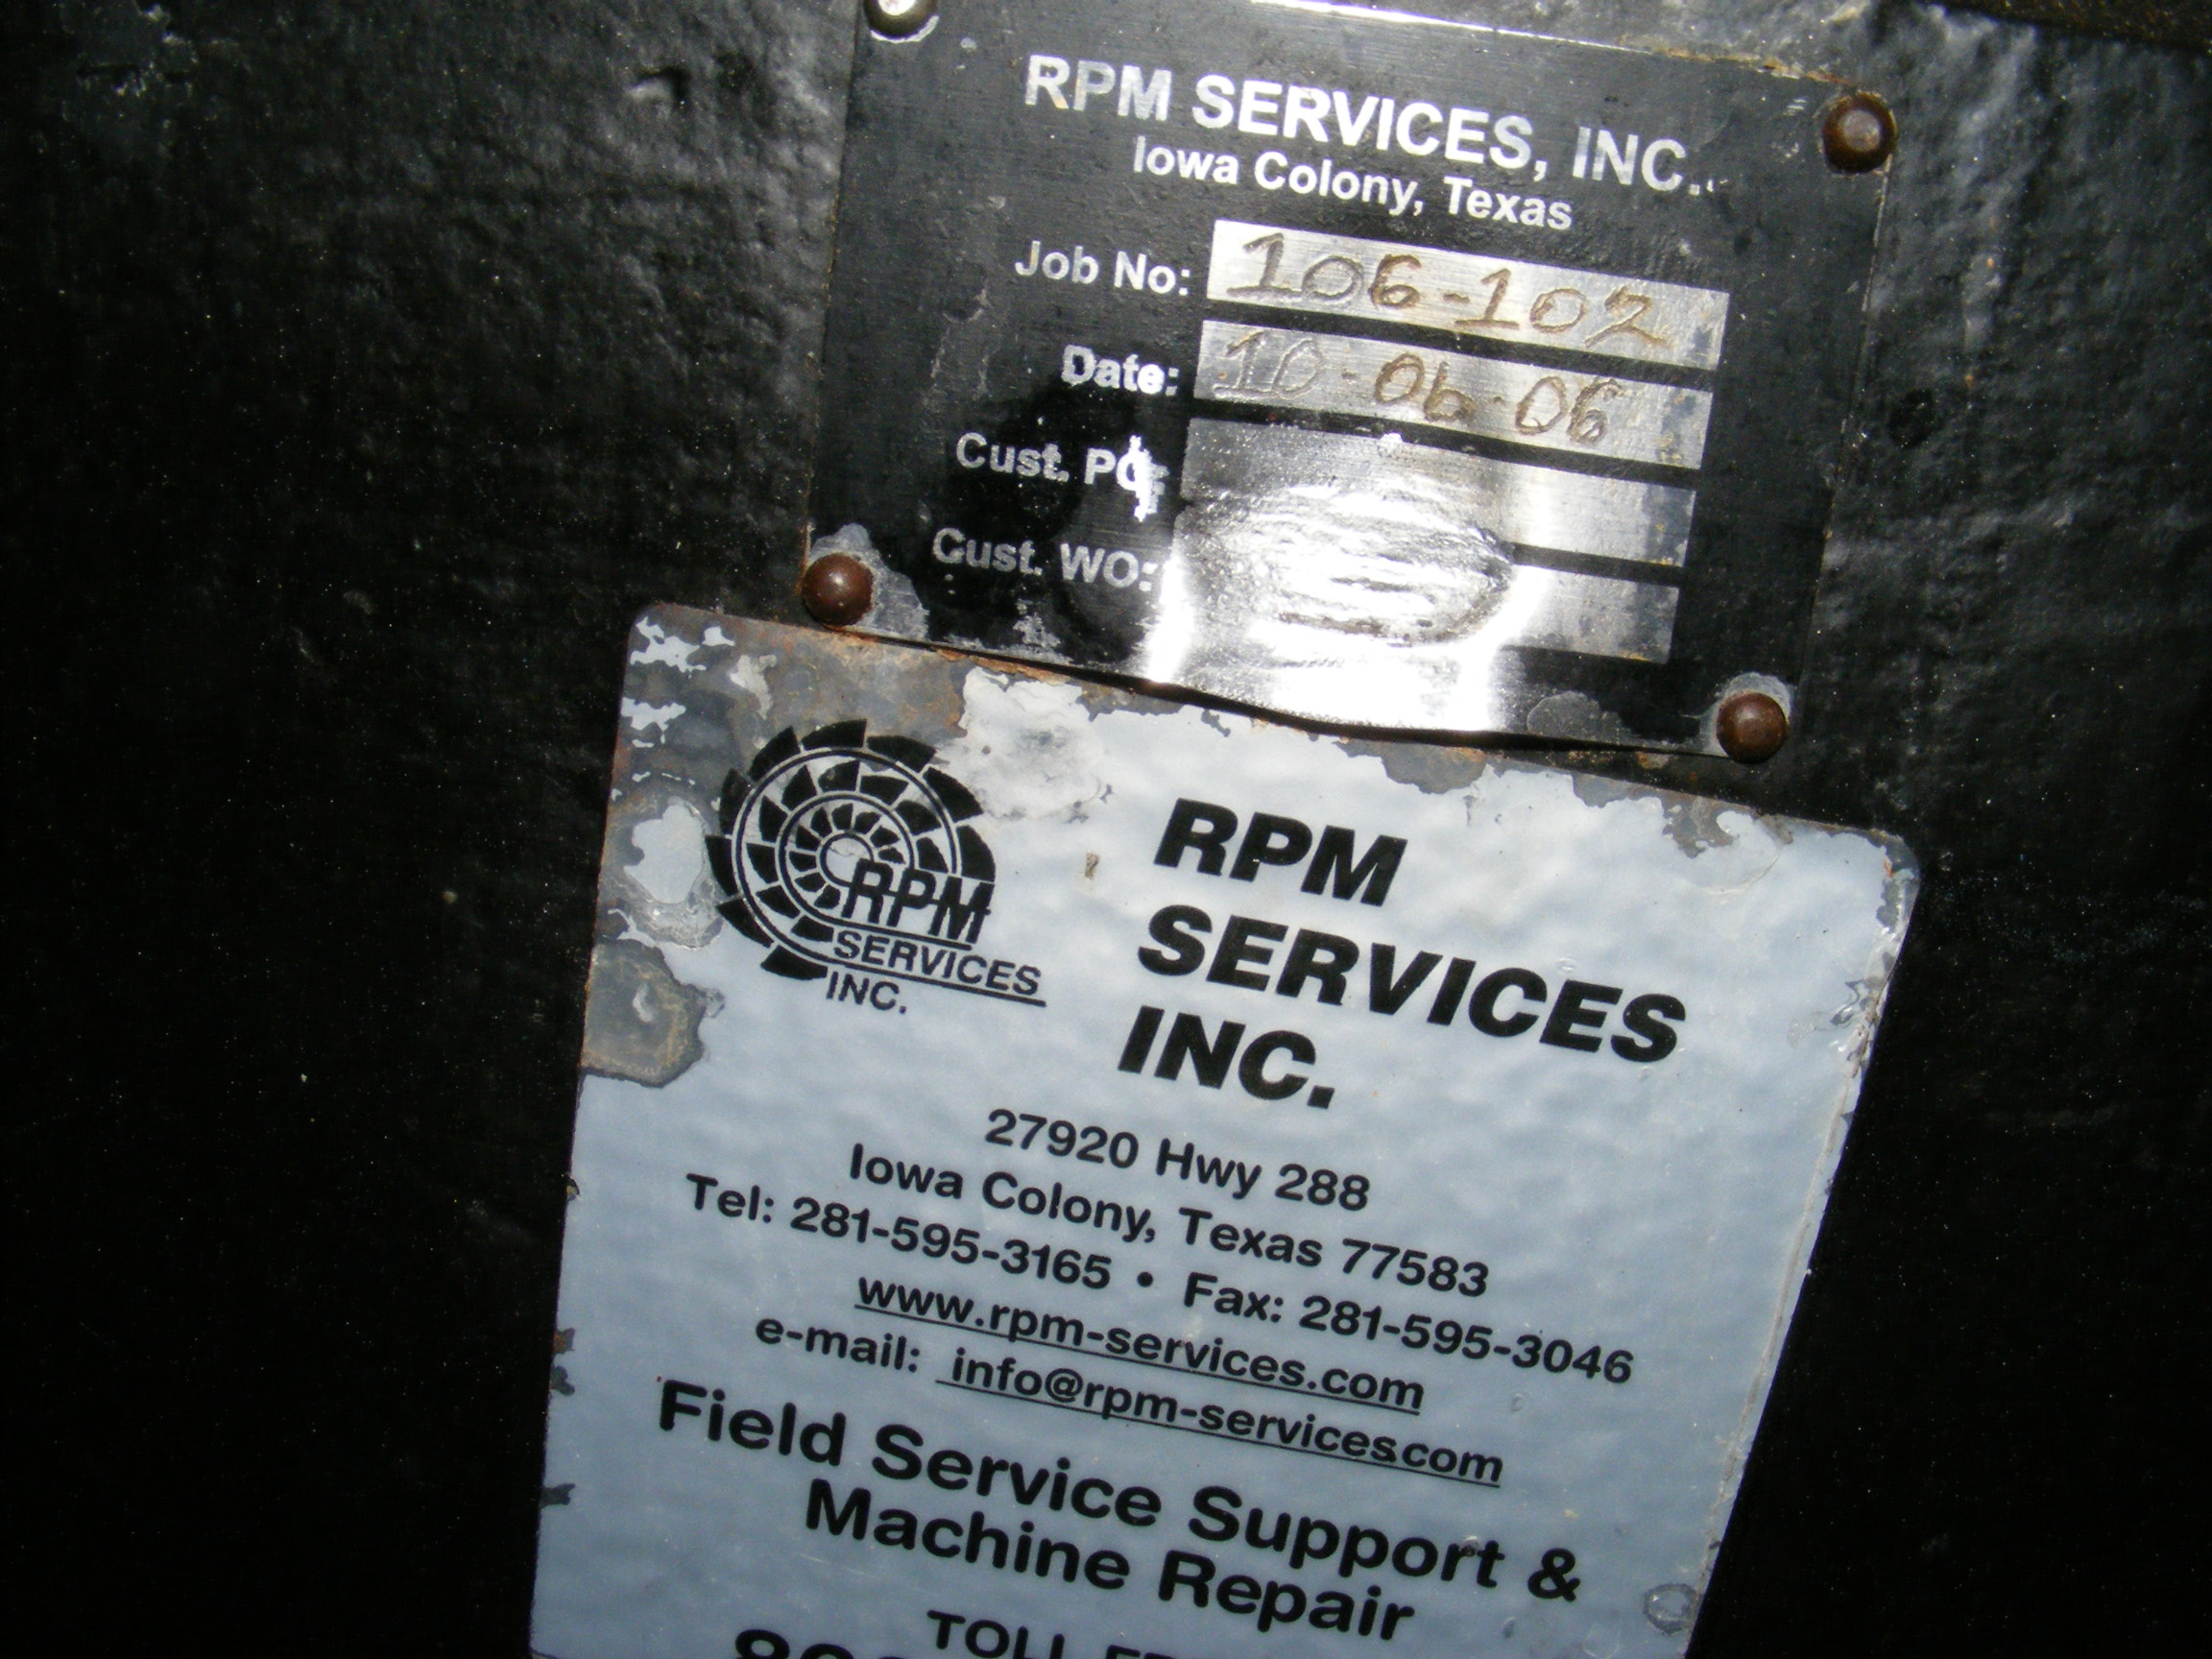 RPM SERVICES, INC.
Iowa Colony, Texas
Job No: 106-102
Date: 10-06-06
Cust. PO:
Cust. WO:
RPM
SERVICES
INC.
RPM
SERVICES
INC.
27920 Hwy 288
Iowa Colony, Texas 77583
Tel: 281-595-3165 • Fax: 281-595-3046
www.rpm-services.com
e-mail: info@rpm-services.com
Field Service Support &
Machine Repair
TOLL